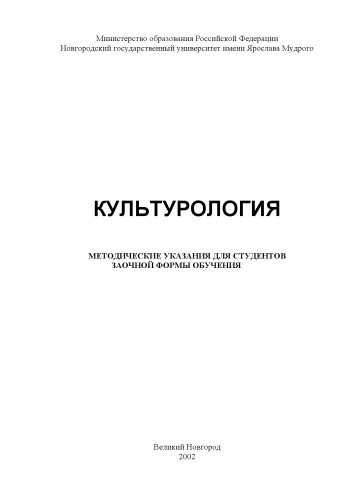 Министерство образования Российской Федерации
Новгородский государственный университет имени Ярослава Мудрого
КУЛЬТУРОЛОГИЯ
МЕТОДИЧЕСКИЕ УКАЗАНИЯ ДЛЯ СТУДЕНТОВ
ЗАОЧНОЙ ФОРМЫ ОБУЧЕНИЯ
Великий Новгород
2002